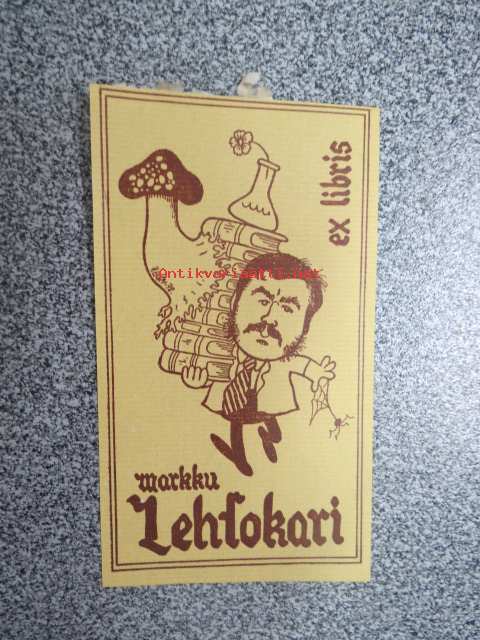 ex libris
Antikvariaatti.net
markku
Lehtokari